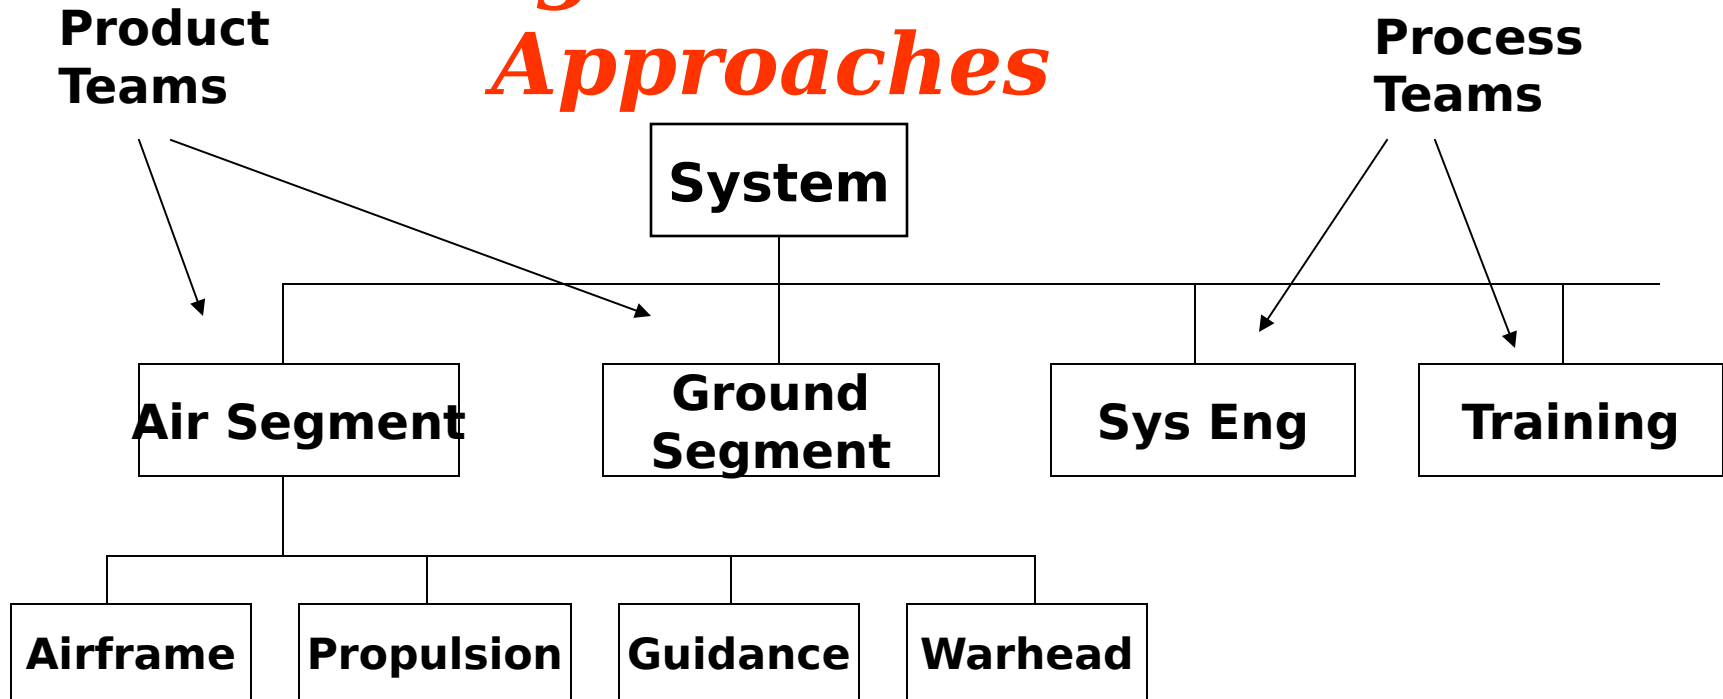 Product
Teams
Approaches
Process
Teams
System
Air Segment
Ground
Segment
Sys Eng
Training
Airframe
Propulsion
Guidance
Warhead